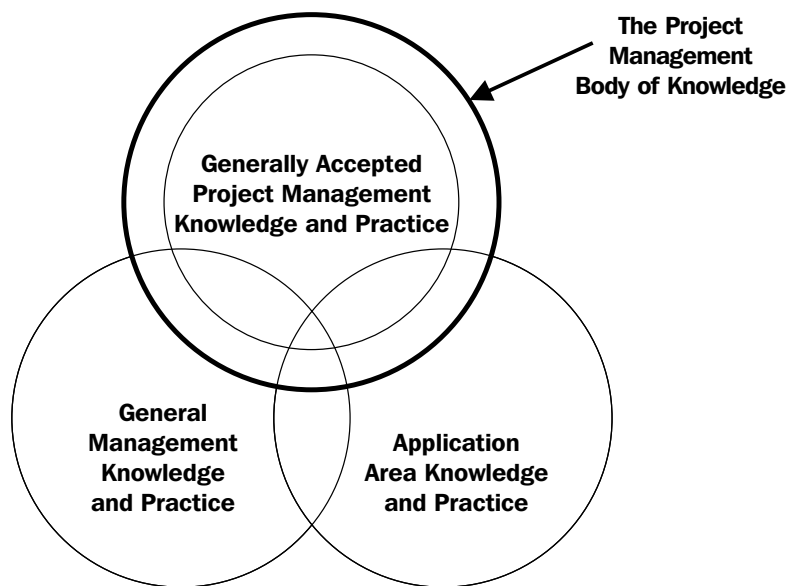 The Project
Management
Body of Knowledge
Generally Accepted
Project Management
Knowledge and Practice
General
Management
Knowledge
and Practice
Application
Area Knowledge
and Practice